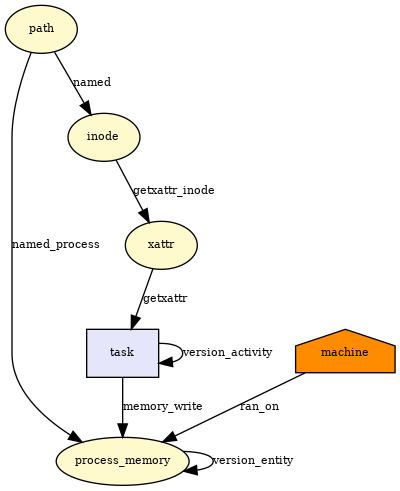 path
named
inode
getxattr_inode
named_process
xattr
getxattr
task
version_activity
machine
memory_write
ran_on
process_memory
version_entity